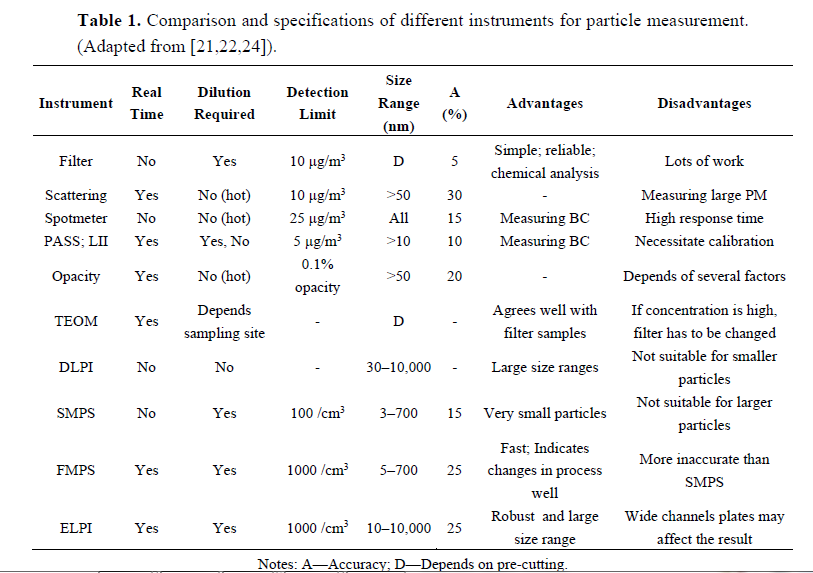 Table 1. Comparison and specifications of different instruments for particle measurement.
(Adapted from [21,22,24]).
Instrument Real Time Dilution Required Detection Limit Size Range (nm) A (%) Advantages Disadvantages
Filter No Yes 10 µg/m³ D 5 Simple; reliable; chemical analysis Lots of work
Scattering Yes No (hot) 10 µg/m³ >50 30 - Measuring large PM
Spotmeter No No (hot) 25 µg/m³ All 15 Measuring BC High response time
PASS; LII Yes Yes, No 5 µg/m³ >10 10 Measuring BC Necessitate calibration
Opacity Yes No (hot) 0.1% opacity >50 20 - Depends of several factors
TEOM Yes Depends sampling site - D - Agrees well with filter samples If concentration is high, filter has to be changed
DLPI No No - 30–10,000 - Large size ranges Not suitable for smaller particles
SMPS No Yes 100 /cm³ 3–700 15 Very small particles Not suitable for larger particles
FMPS Yes Yes 1000 /cm³ 5–700 25 Fast; Indicates changes in process well More inaccurate than SMPS
ELPI Yes Yes 1000 /cm³ 10–10,000 25 Robust and large size range Wide channels plates may affect the result
Notes: A—Accuracy; D—Depends on pre-cutting.